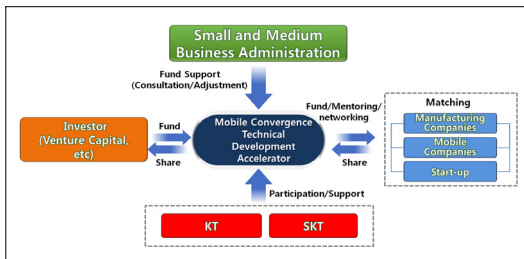 Small and Medium
Business Administration
Fund Support
(Consultation/Adjustment)
Fund/Mentoring/
networking
Matching
Manufacturing
Companies
Mobile
Companies
Start-up
Investor
(Venture Capital,
etc)
Fund
Share
Mobile Convergence
Technical
Development
Accelerator
Share
Participation/Support
KT
SKT